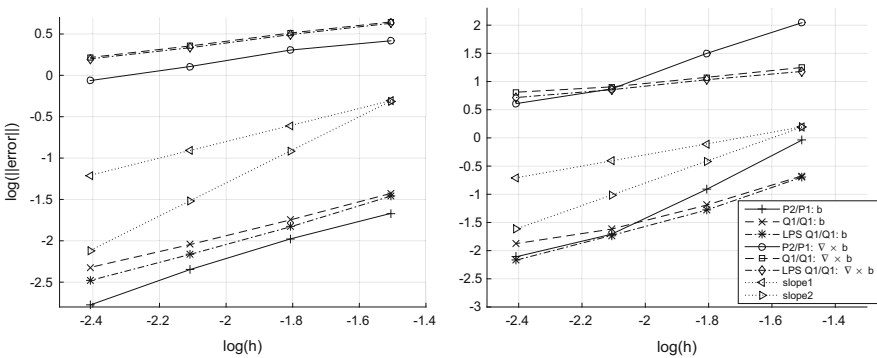 log(||error||)
0.5
0
-0.5
-1
-1.5
-2
-2.5
-2.4
-2.2
-2
-1.8
-1.6
-1.4
log(h)
2
1.5
1
0.5
0
-0.5
-1
-1.5
-2
-2.5
-3
-2.4
-2.2
-2
-1.8
-1.6
-1.4
log(h)
P2/P1: b
Q1/Q1: b
LPS Q1/Q1: b
P2/P1: ∇ × b
Q1/Q1: ∇ × b
LPS Q1/Q1: ∇ × b
slope1
slope2